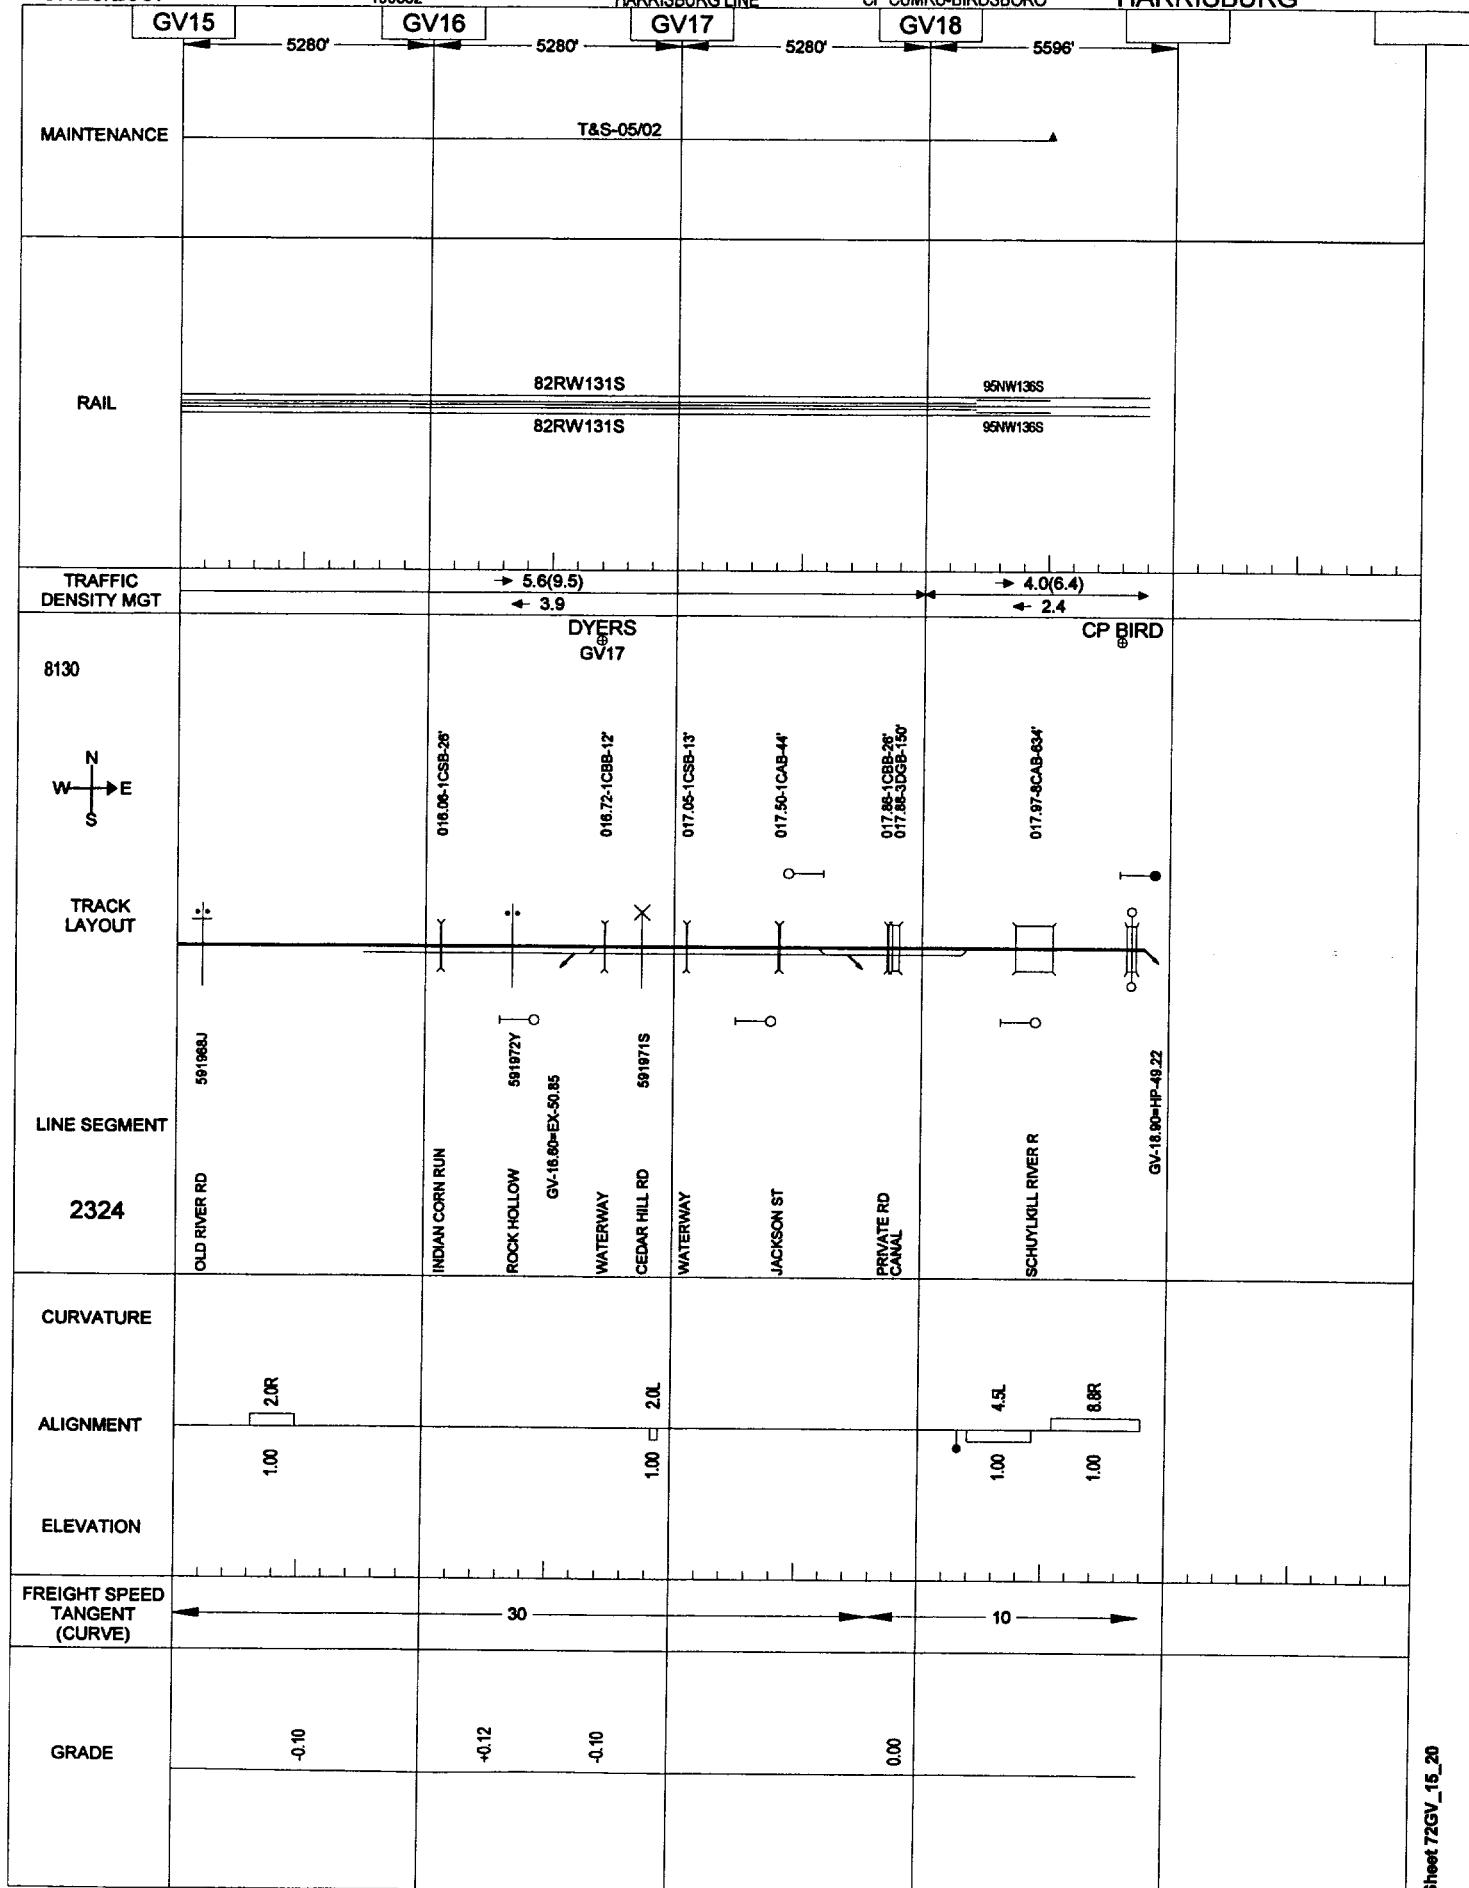 HARRISBURG LINE
CP CUMRU-BIRDSBORO
HARRISBURG
GV15
GV16
GV17
GV18
5280'
5280'
5280'
5596'
MAINTENANCE
T&S-05/02
RAIL
82RW131S
95NW136S
82RW131S
95NW136S
TRAFFIC
DENSITY MGT
5.6(9.5)
3.9
4.0(6.4)
2.4
DYERS
GV17
CP BIRD
8130
N
W E
S
016.06-1CSB-26'
016.72-1CBB-12'
017.05-1CSB-13'
017.50-1CAB-44'
017.86-1CBB-26'
017.88-3DGB-150'
017.97-8CAB-634'
TRACK
LAYOUT
591968J
591972Y
GV-16.60=EX-50.85
591971S
GV-18.90=HP-49.22
LINE SEGMENT
2324
OLD RIVER RD
INDIAN CORN RUN
ROCK HOLLOW
WATERWAY
CEDAR HILL RD
WATERWAY
JACKSON ST
PRIVATE RD
CANAL
SCHUYLKILL RIVER R
CURVATURE
2.0R
2.0L
4.5L
8.8R
ALIGNMENT
1.00
1.00
1.00
1.00
ELEVATION
FREIGHT SPEED
TANGENT
(CURVE)
30
10
GRADE
-0.10
+0.12
-0.10
0.00
Sheet 72GV_15_20